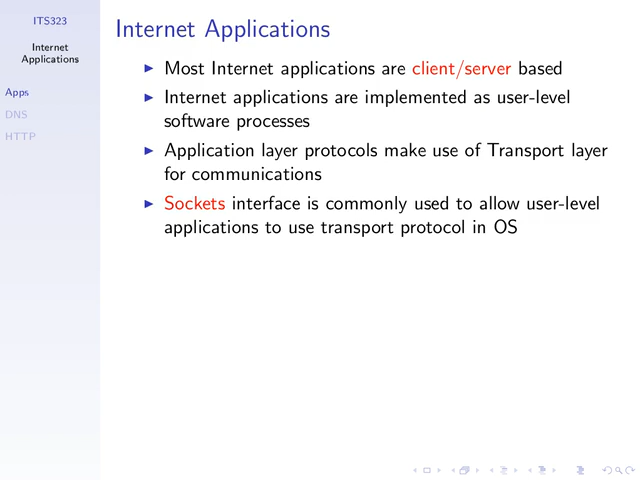 ITS323
Internet
Applications
Apps
DNS
HTTP
Internet Applications
Most Internet applications are client/server based
Internet applications are implemented as user-level
software processes
Application layer protocols make use of Transport layer
for communications
Sockets interface is commonly used to allow user-level
applications to use transport protocol in OS